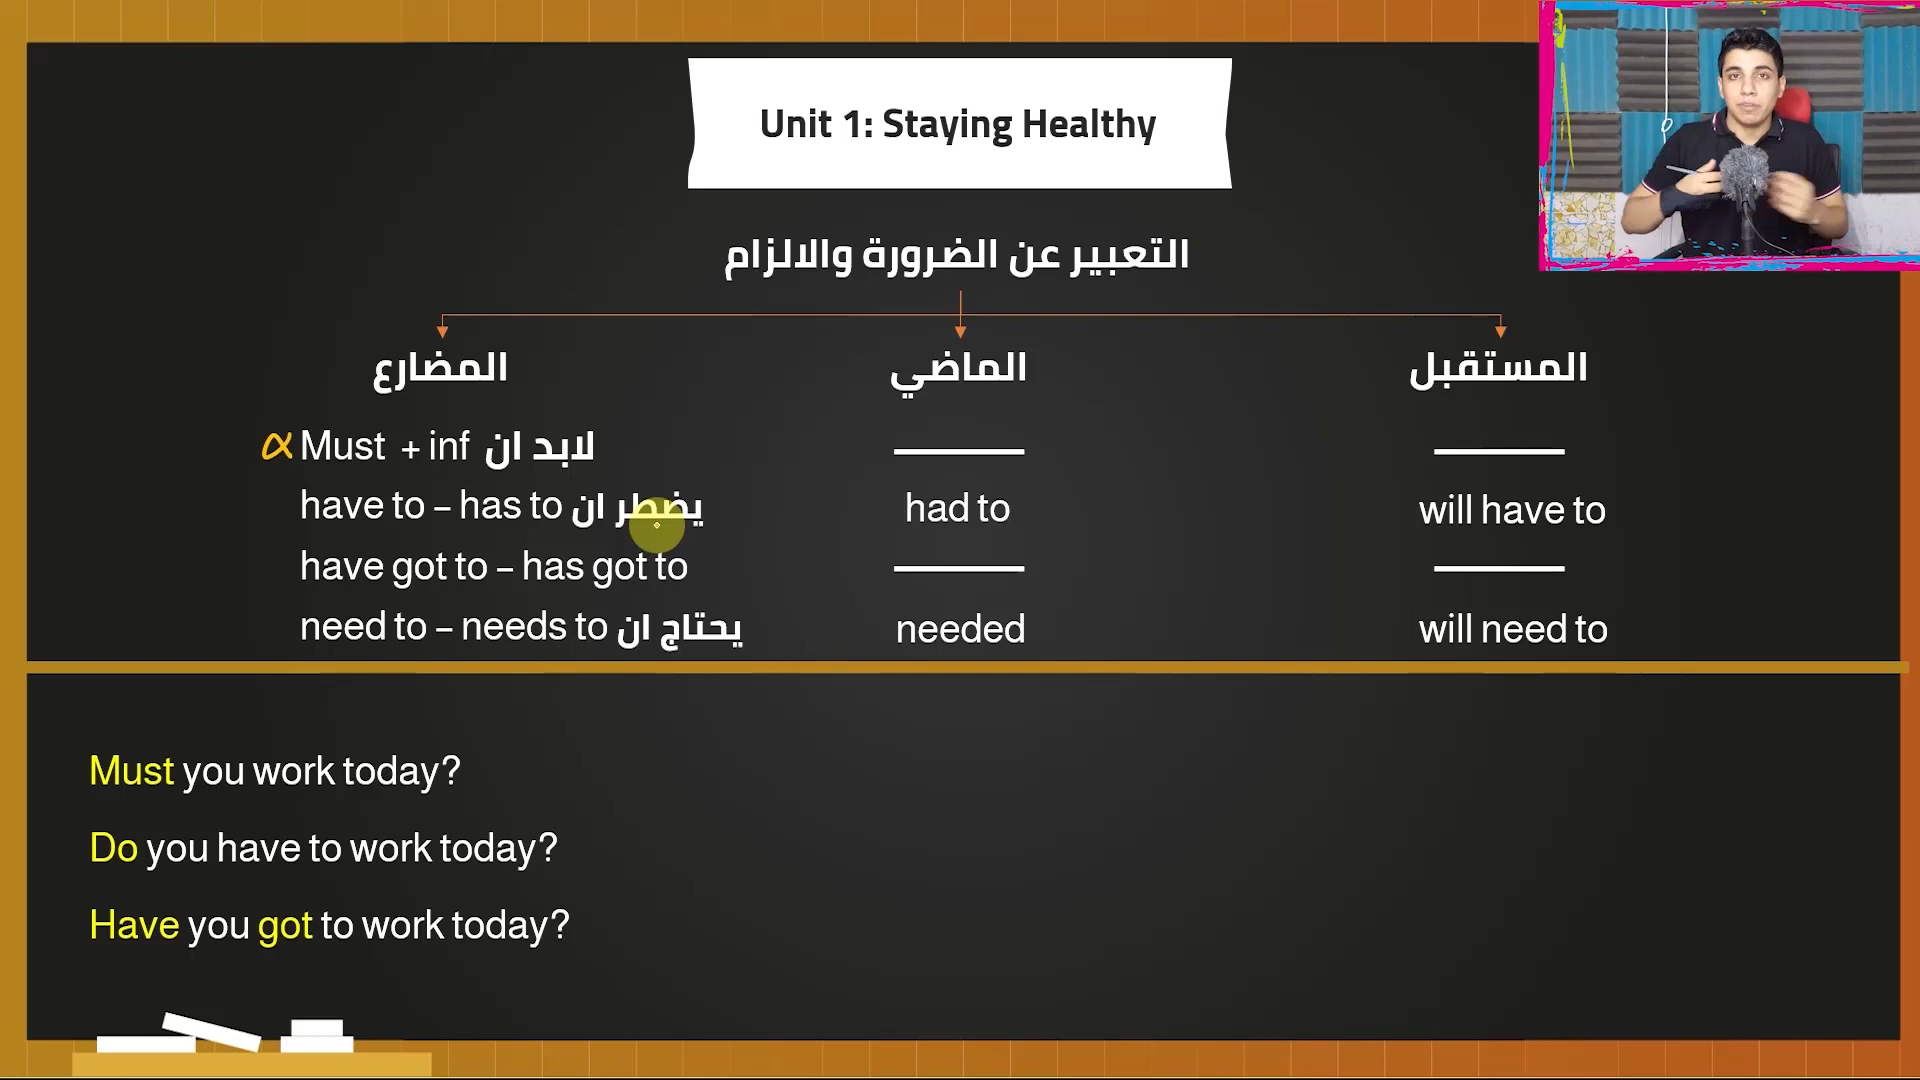 Unit 1: Staying Healthy
التعبير عن الضرورة والالزام
المضارع
الماضي
المستقبل
α Must + inf لابد ان
have to – has to يضطر ان
had to
will have to
have got to – has got to
need to – needs to يحتاج ان
needed
will need to
Must you work today?
Do you have to work today?
Have you got to work today?